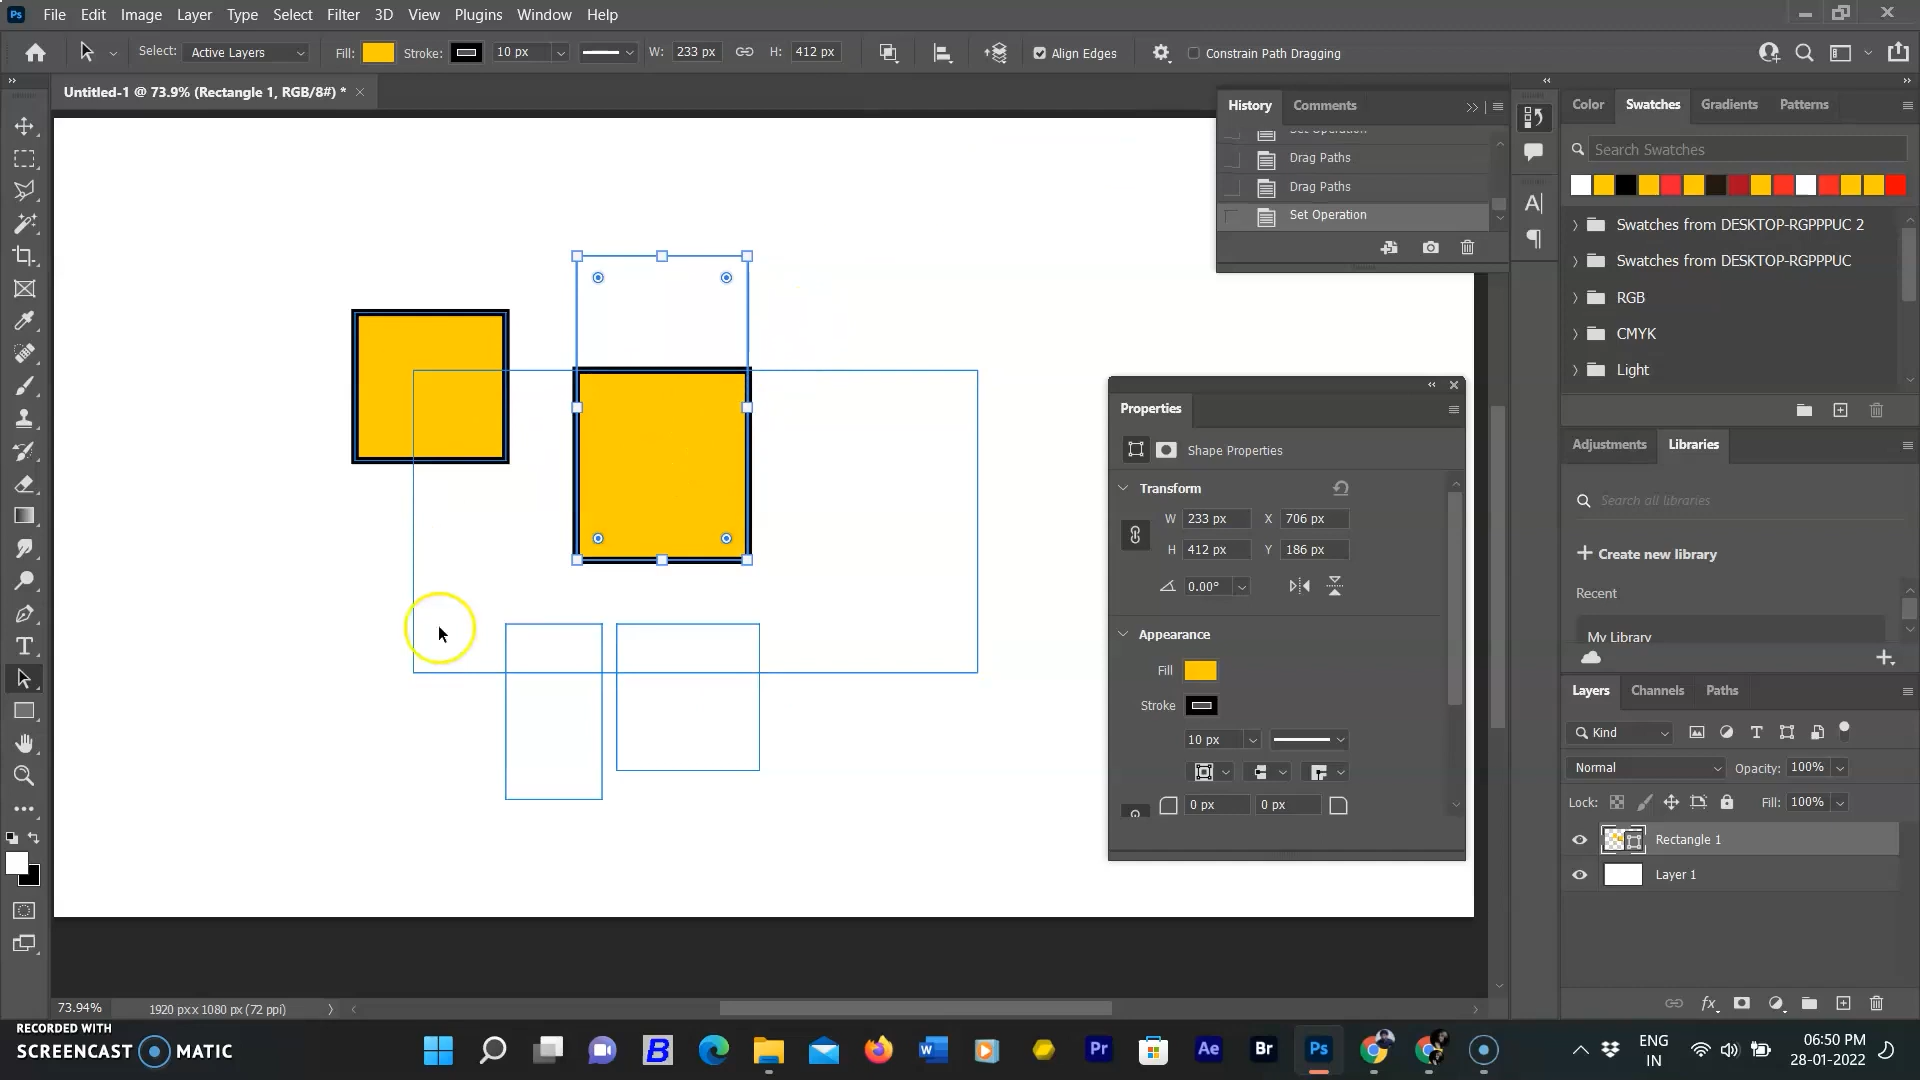 Ps File Edit Image Layer Type Select Filter 3D View Plugins Window Help
Select: Active Layers Fill: Stroke: 10 px W: 233 px H: 412 px Align Edges Constrain Path Dragging
Untitled-1 @ 73.9% (Rectangle 1, RGB/8#) *
History Comments
Set Operation
Drag Paths
Drag Paths
Set Operation
Color Swatches Gradients Patterns
Search Swatches
Swatches from DESKTOP-RGPPPUC 2
Swatches from DESKTOP-RGPPPUC
RGB
CMYK
Light
Properties
Shape Properties
Transform
W 233 px X 706 px
H 412 px Y 186 px
0.00°
Appearance
Fill
Stroke
10 px
0 px 0 px
Adjustments Libraries
Search all libraries
Create new library
Recent
My Library
Layers Channels Paths
Kind
Normal Opacity: 100%
Lock: Fill: 100%
Rectangle 1
Layer 1
73.94% 1920 px x 1080 px (72 ppi)
RECORDED WITH
SCREENCAST MATIC
B W Pr Ae Br Ps
ENG
IN
06:50 PM
28-01-2022